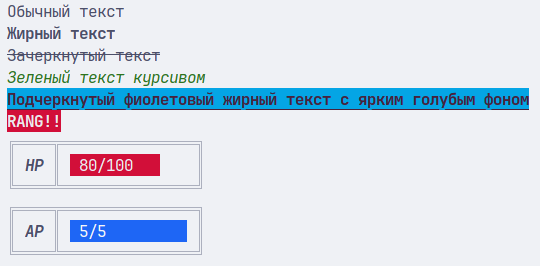 Обычный текст
Жирный текст
Зачеркнутый текст
Зеленый текст курсивом
Подчеркнутый фиолетовый жирный текст с ярким голубым фоном
RANG!!
HP 80/100
AP 5/5